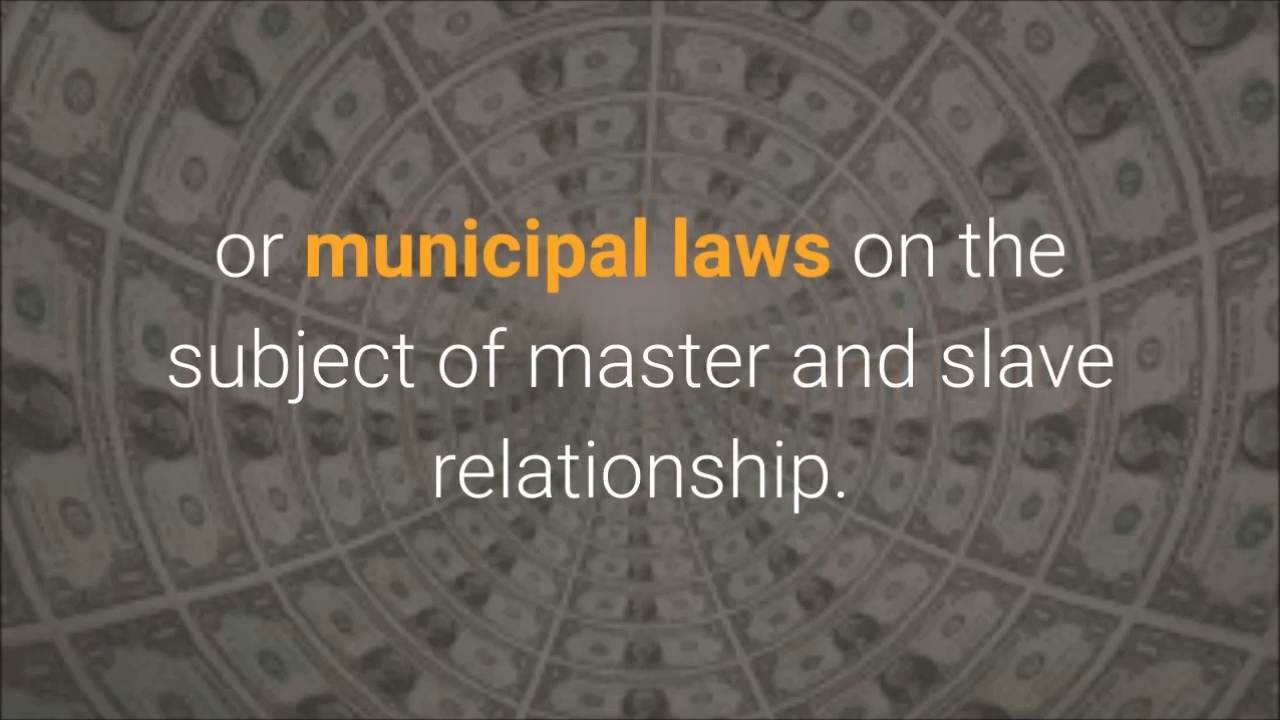 or municipal laws on the
subject of master and slave
relationship.